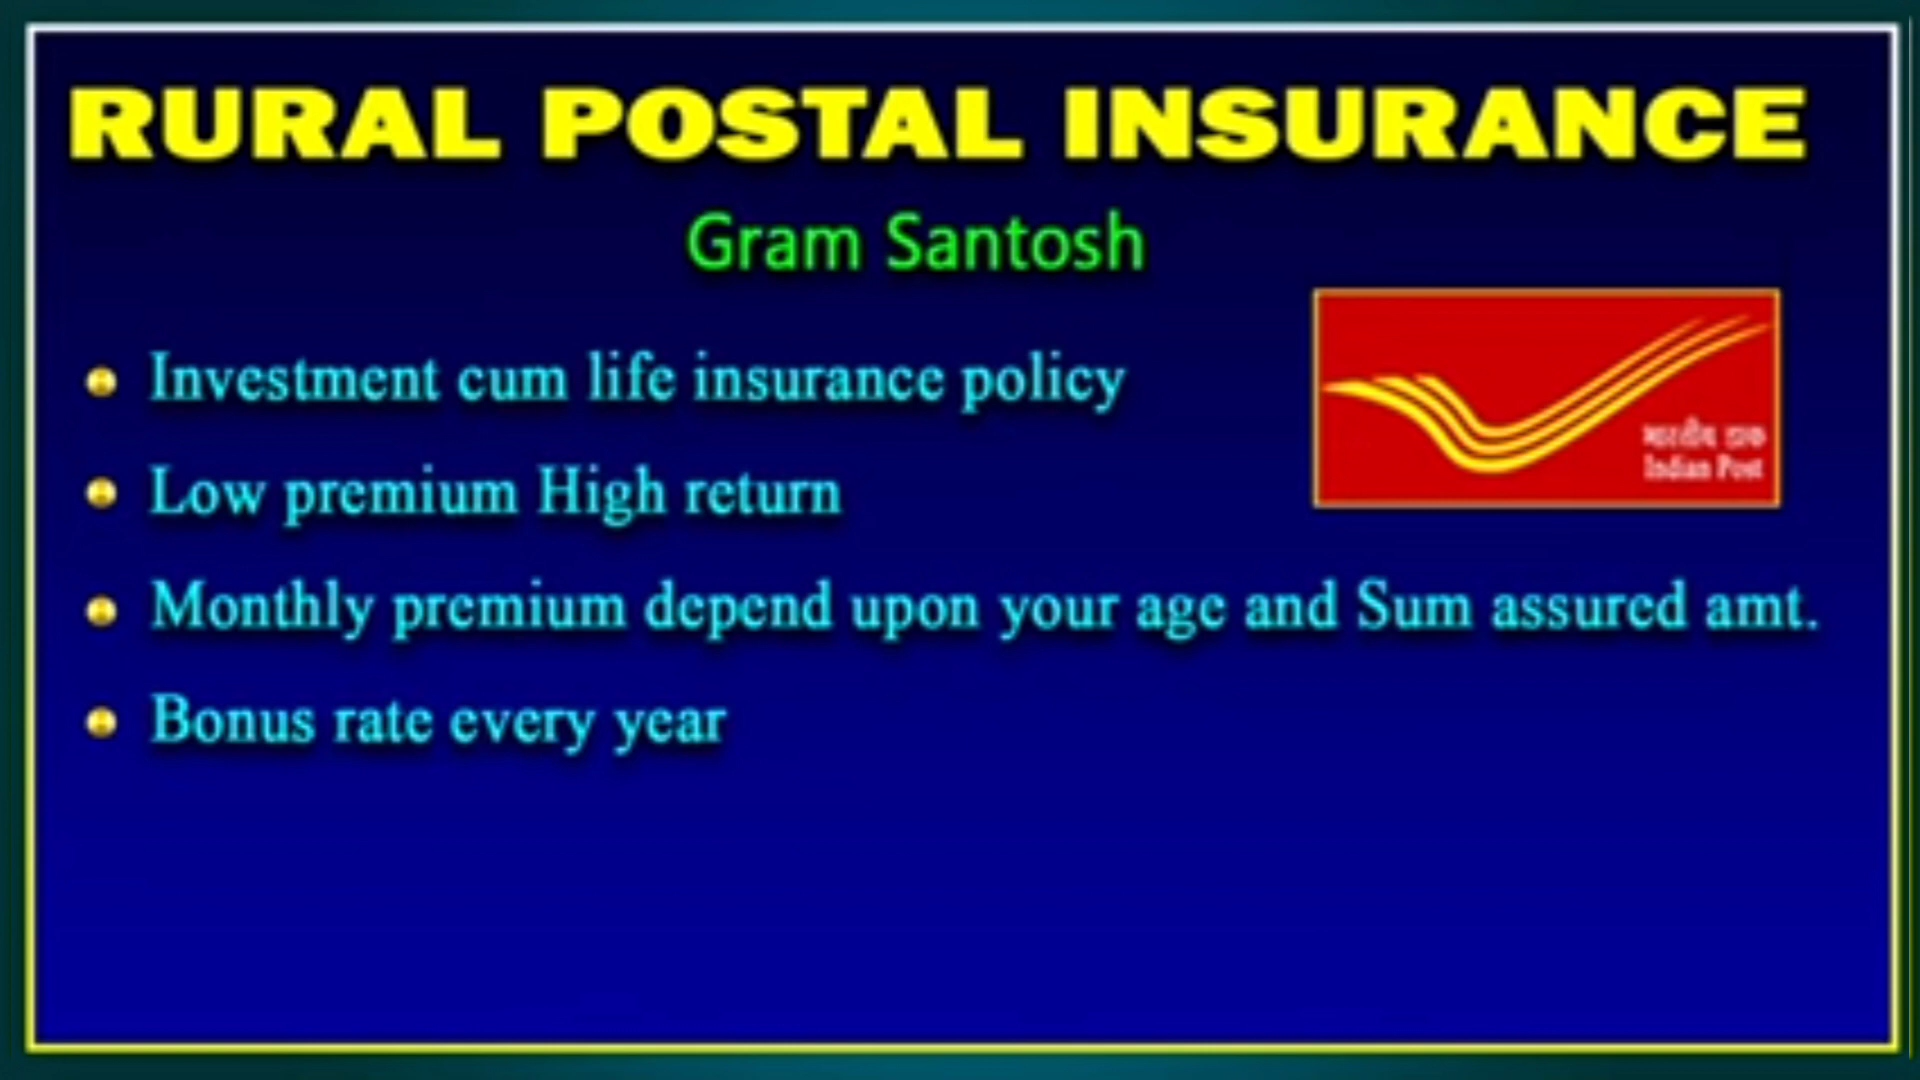 RURAL POSTAL INSURANCE
Gram Santosh
Investment cum life insurance policy
Low premium High return
Monthly premium depend upon your age and Sum assured amt.
Bonus rate every year
भारतीय डाक
Indian Post